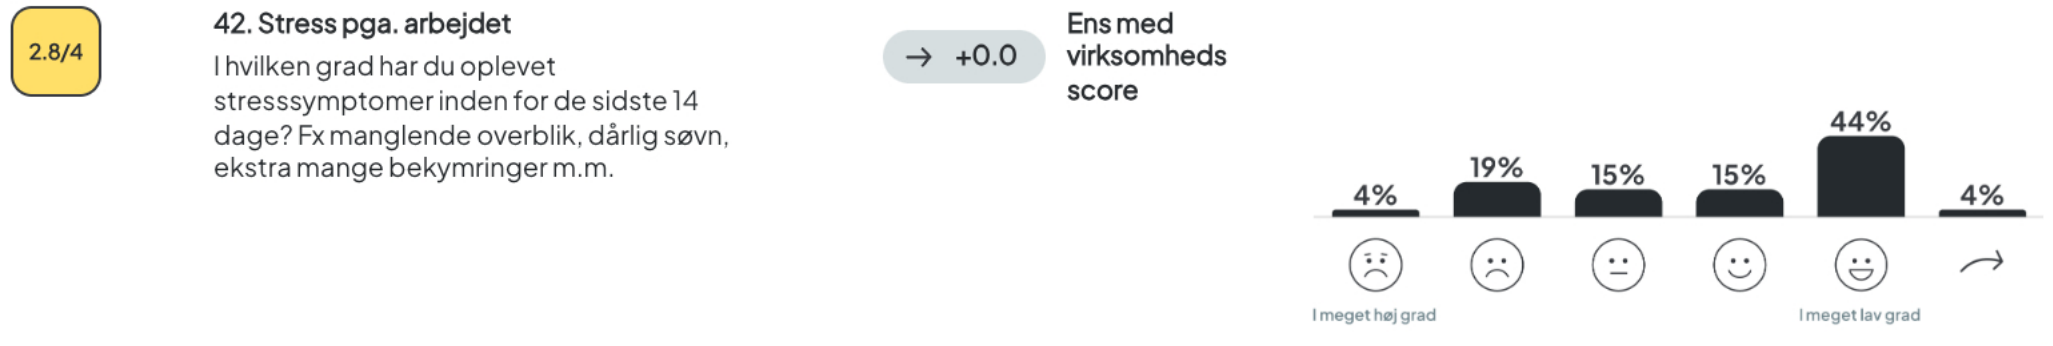 2.8/4
42. Stress pga. arbejdet
I hvilken grad har du oplevet
stresssymptomer inden for de sidste 14
dage? Fx manglende overblik, dårlig søvn,
ekstra mange bekymringer m.m.
→ +0.0
Ens med
virksomheds
score
4%
19%
15%
15%
44%
4%
I meget høj grad
I meget lav grad